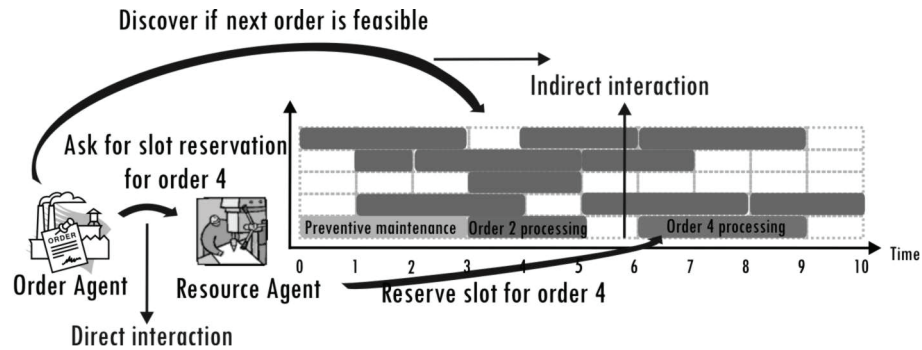 Discover if next order is feasible
Indirect interaction
Ask for slot reservation
for order 4
ORDER
Preventive maintenance
Order 2 processing
Order 4 processing
0 1 2 3 4 5 6 7 8 9 10 Time
Order Agent
Resource Agent
Reserve slot for order 4
Direct interaction